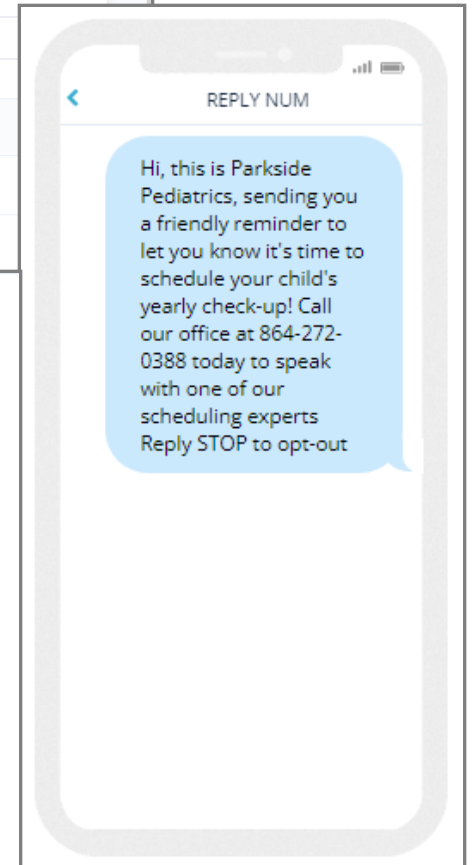 REPLY NUM
Hi, this is Parkside
Pediatrics, sending you
a friendly reminder to
let you know it's time to
schedule your child's
yearly check-up! Call
our office at 864-272-
0388 today to speak
with one of our
scheduling experts
Reply STOP to opt-out